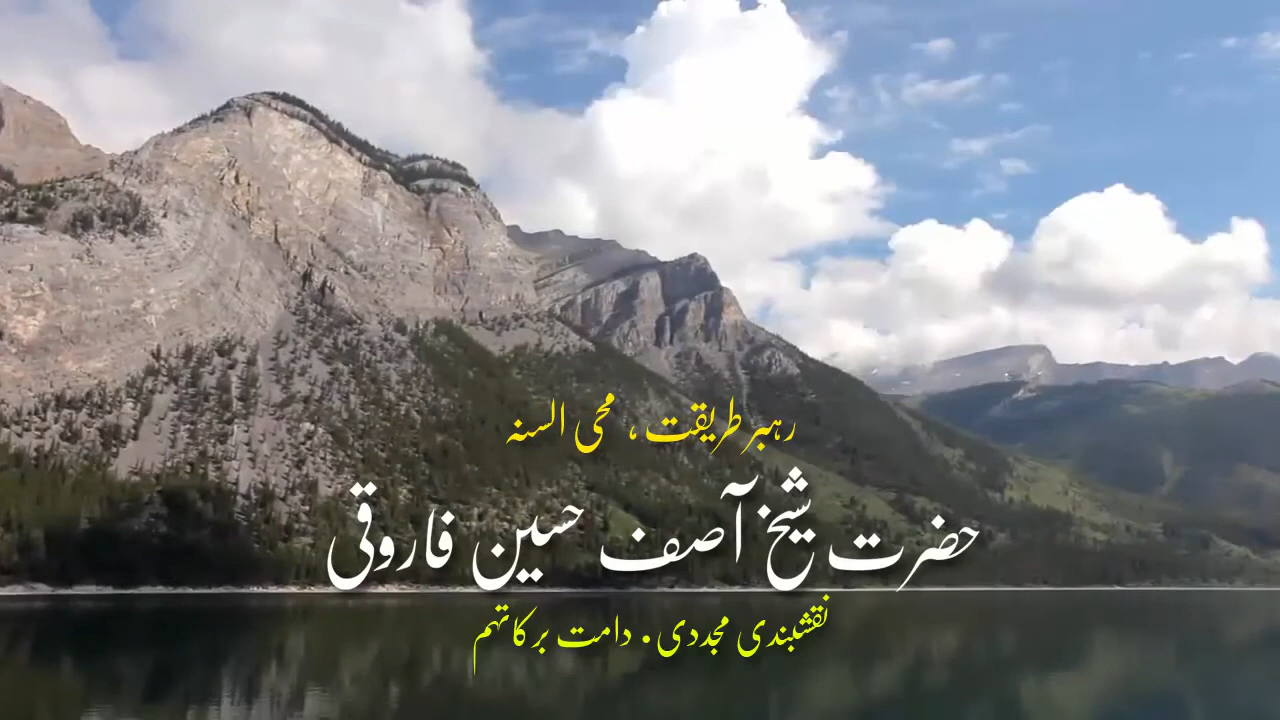 رہبر طریقت ، محی السنہ
حضرت شیخ آصف حسین فاروقی
نقشبندی مجددی . دامت برکاتہم